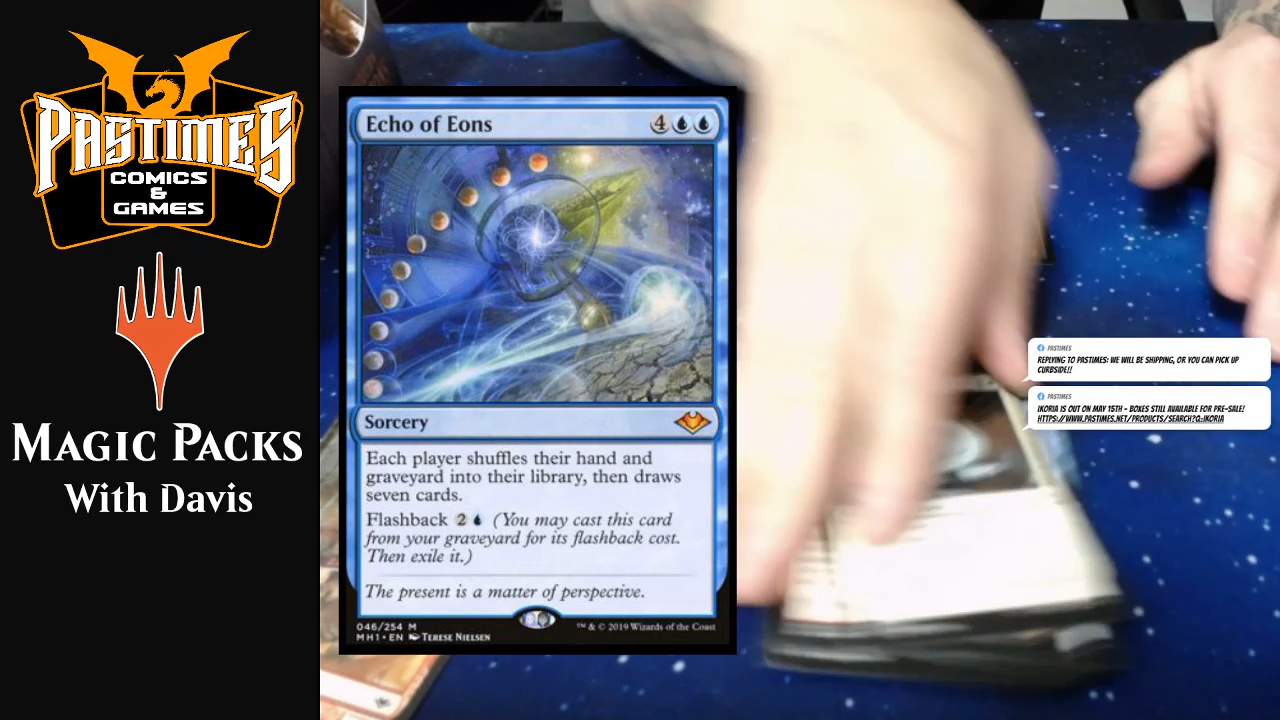 PASTIMES
COMICS
&
GAMES
MAGIC PACKS
WITH DAVIS
Echo of Eons 4
Sorcery
Each player shuffles their hand and
graveyard into their library, then draws
seven cards.
Flashback 2 (You may cast this card
from your graveyard for its flashback cost.
Then exile it.)
The present is a matter of perspective.
046/254 M
MH1 • EN TERESE NIELSEN
™ & © 2019 Wizards of the Coast
PASTIMES
REPLYING TO PASTIMES: WE WILL BE SHIPPING, OR YOU CAN PICK UP
CURBSIDE!!
PASTIMES
IKORIA IS OUT ON MAY 15TH - BOXES STILL AVAILABLE FOR PRE-SALE!
HTTPS://WWW.PASTIMES.NET/PRODUCTS/SEARCH?Q=IKORIA